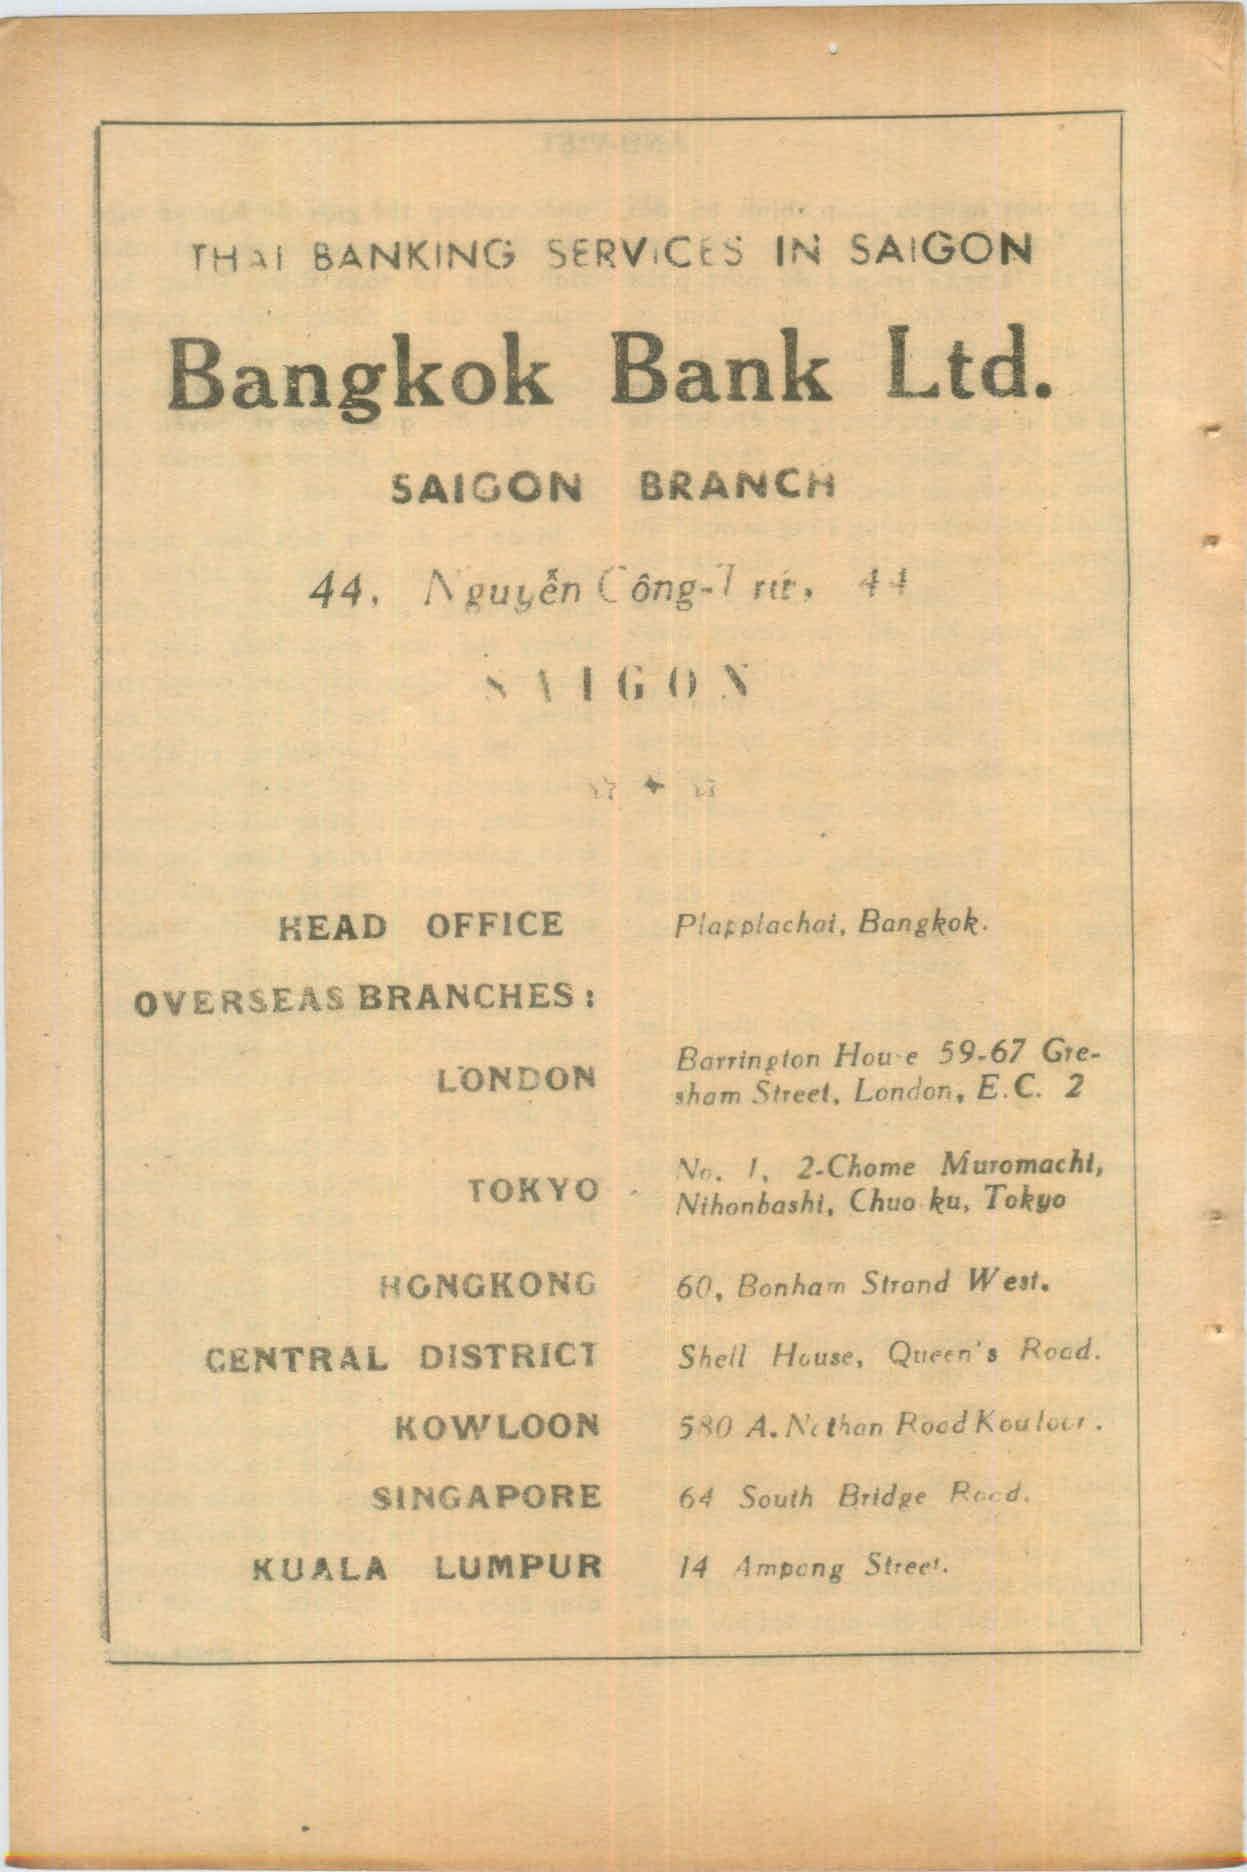 THAI BANKING SERVICES IN SAIGON
Bangkok Bank Ltd.
SAIGON BRANCH
44, Nguyễn Công-Trứ, 44
SAIGON
HEAD OFFICE Plapplachai, Bangkok.
OVERSEAS BRANCHES :
LONDON Barrington House 59-67 Gre-
sham Street, London, E.C. 2
TOKYO No. 1, 2-Chome Muromachi,
Nihonbashi, Chuo ku, Tokyo
HONGKONG 60, Bonham Strand West.
CENTRAL DISTRICT Shell House, Queen's Road.
KOWLOON 580 A. Nathan Road Kouloon.
SINGAPORE 64 South Bridge Road.
KUALA LUMPUR 14 Ampang Street.